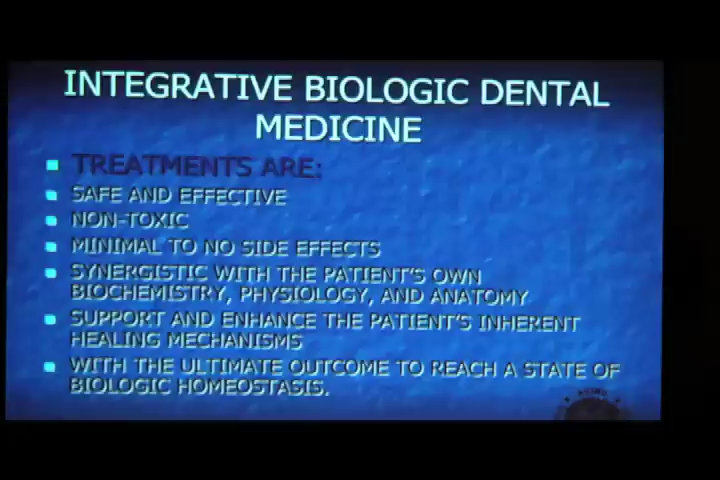 INTEGRATIVE BIOLOGIC DENTAL
MEDICINE
TREATMENTS ARE:
SAFE AND EFFECTIVE
NON-TOXIC
MINIMAL TO NO SIDE EFFECTS
SYNERGISTIC WITH THE PATIENT'S OWN
BIOCHEMISTRY, PHYSIOLOGY, AND ANATOMY
SUPPORT AND ENHANCE THE PATIENT'S INHERENT
HEALING MECHANISMS
WITH THE ULTIMATE OUTCOME TO REACH A STATE OF
BIOLOGIC HOMEOSTASIS.